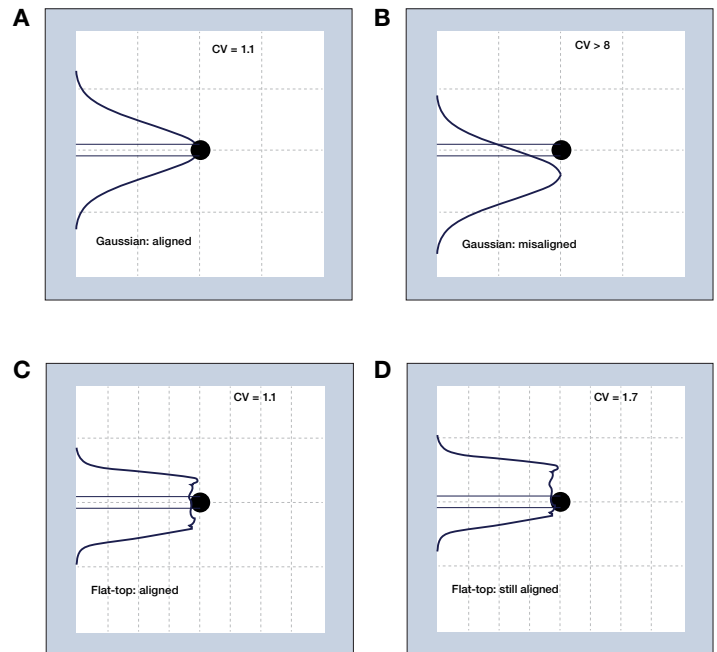 A
CV = 1.1
Gaussian: aligned
B
CV > 8
Gaussian: misaligned
C
CV = 1.1
Flat-top: aligned
D
CV = 1.7
Flat-top: still aligned